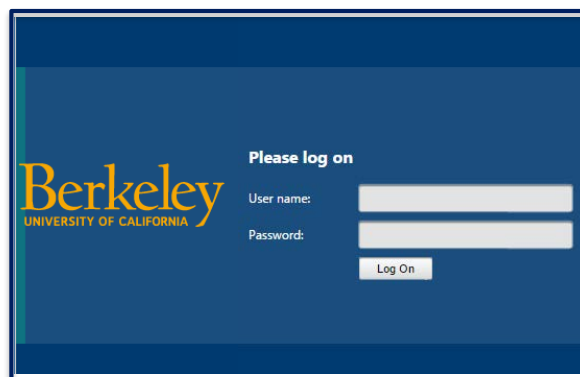 Berkeley
UNIVERSITY OF CALIFORNIA
Please log on
User name:
Password:
Log On